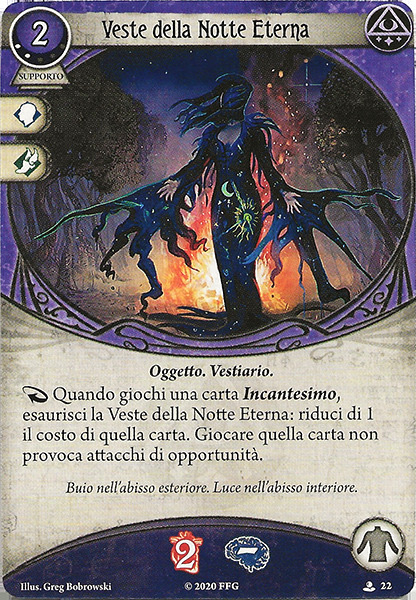 2
Veste della Notte Eterna
SUPPORTO
Oggetto. Vestiario.
Quando giochi una carta Incantesimo,
esaurisci la Veste della Notte Eterna: riduci di 1
il costo di quella carta. Giocare quella carta non
provoca attacchi di opportunità.
Buio nell'abisso esteriore. Luce nell'abisso interiore.
2 –
Illus. Greg Bobrowski © 2020 FFG 22